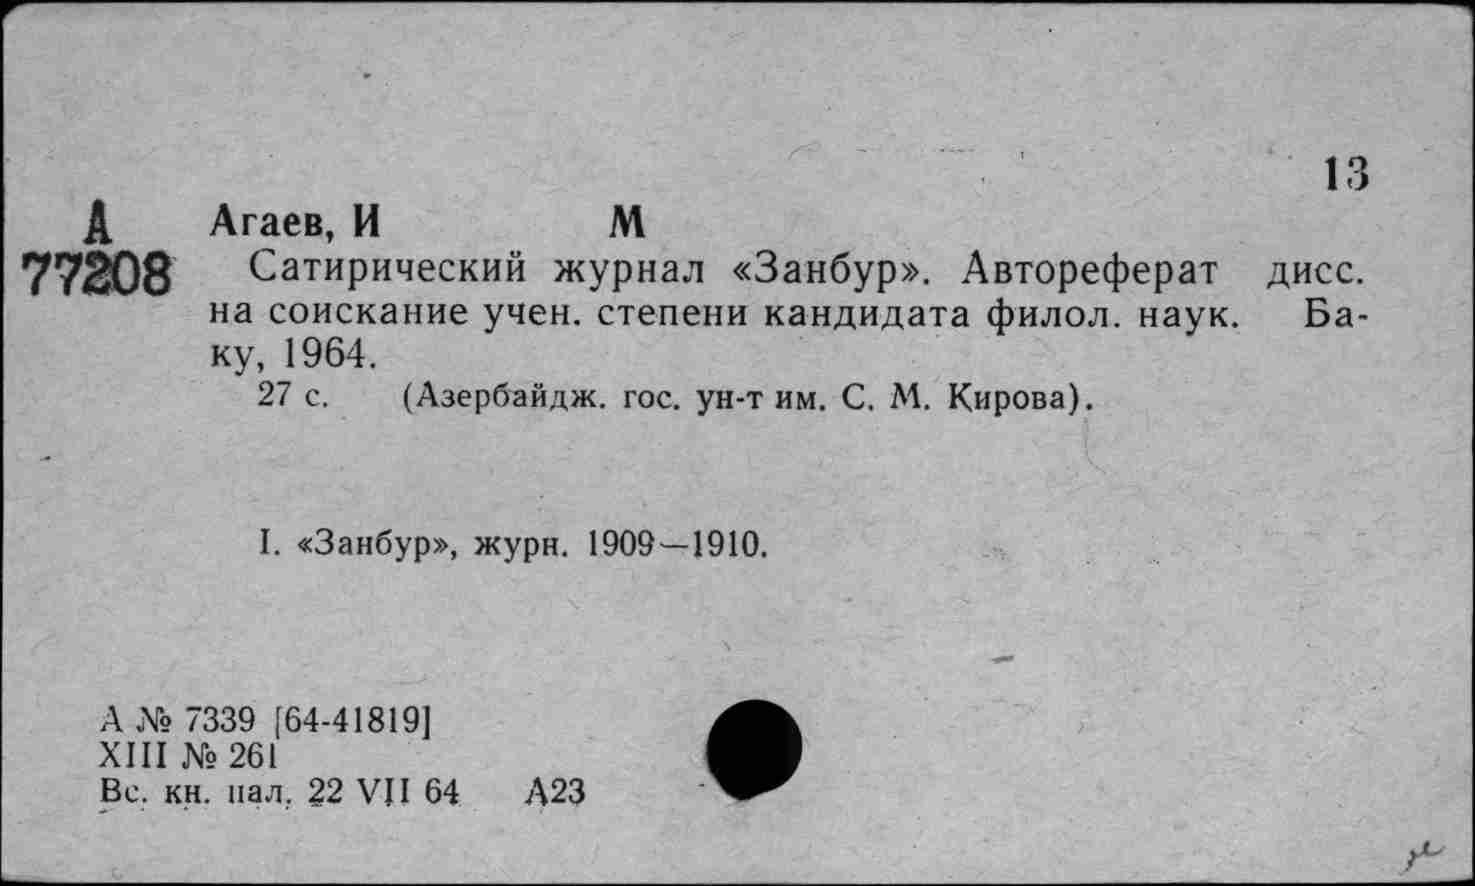 13
А Агаев, И М
77208 Сатирический журнал «Занбур». Автореферат дисс.
на соискание учен. степени кандидата филол. наук. Ба-
ку, 1964.
27 с. (Азербайдж. гос. ун-т им. С. М. Кирова).
I. «Занбур», журн. 1909—1910.
А № 7339 [64-41819]
XIII № 261
Вс. кн. пал. 22 VII 64 А23